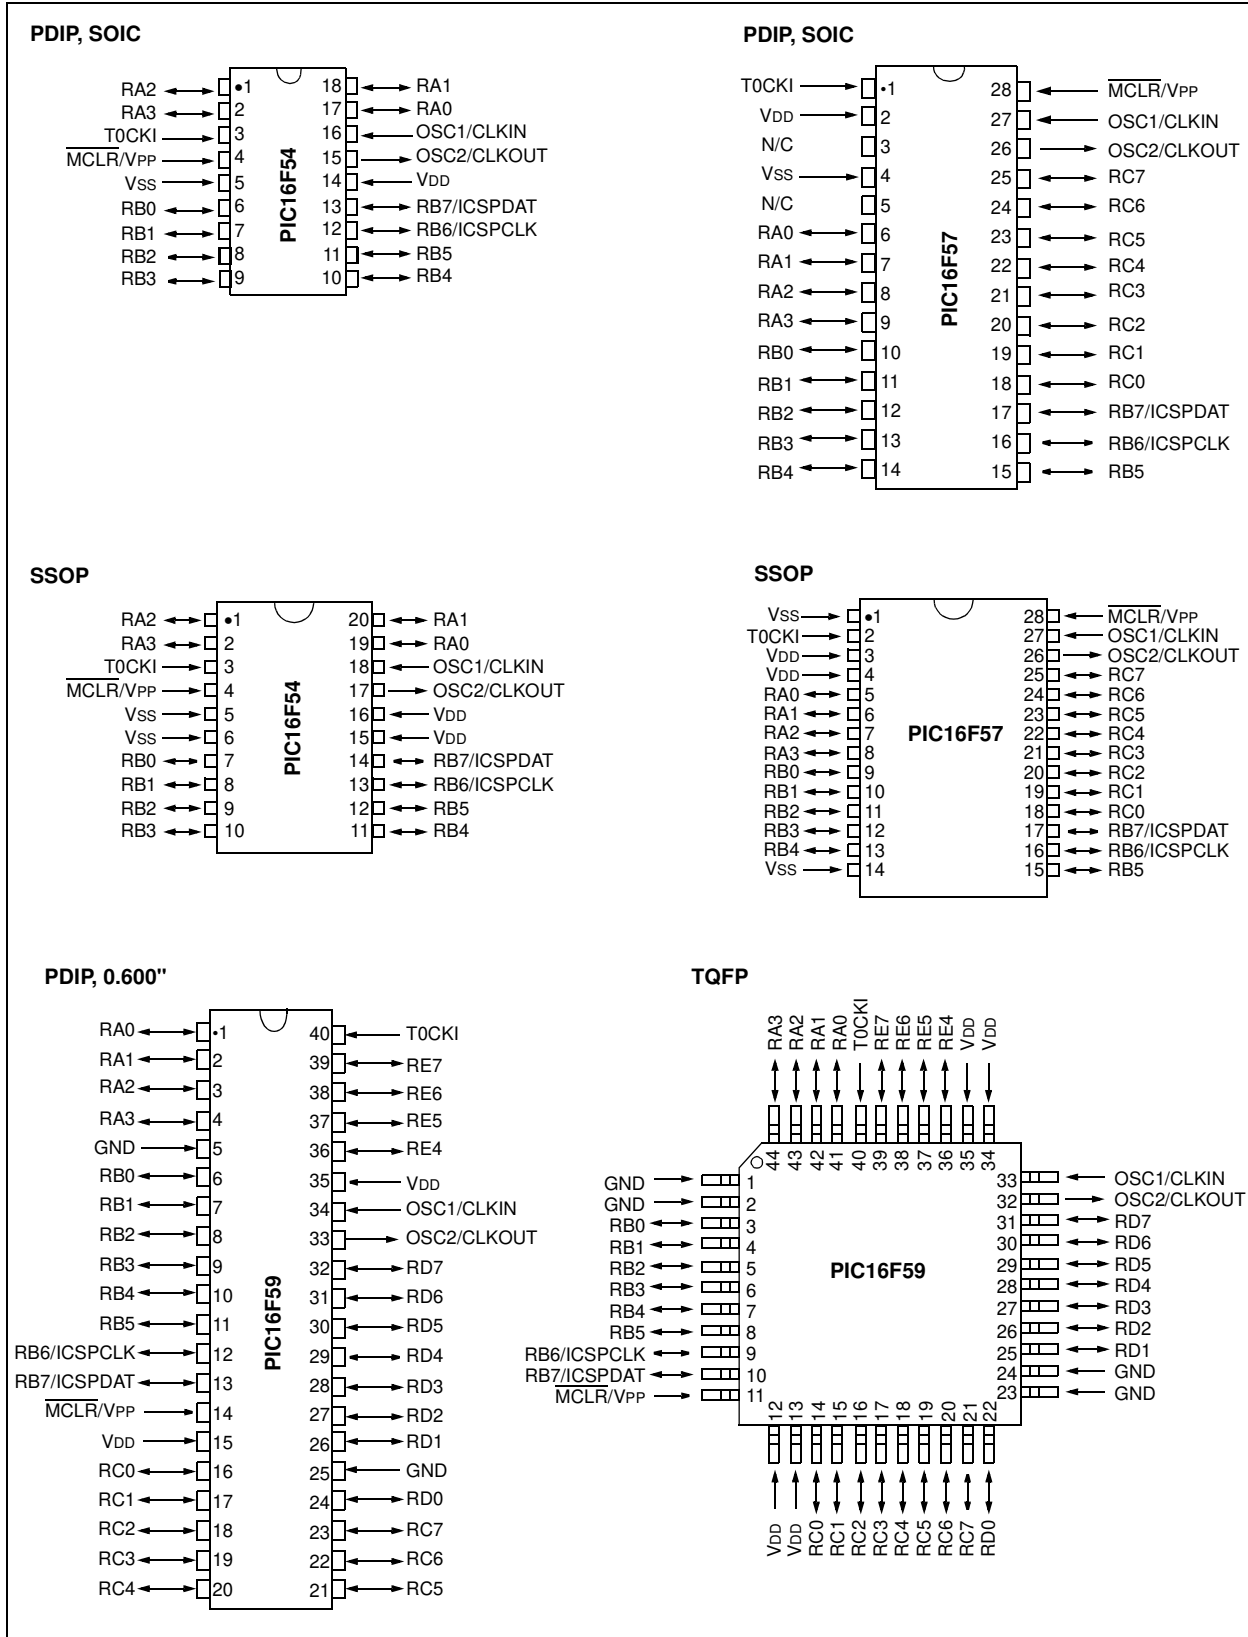 PDIP, SOIC
RA2 •1 18 RA1
RA3 2 17 RA0
T0CKI 3 16 OSC1/CLKIN
MCLR/VPP 4 15 OSC2/CLKOUT
VSS 5 14 VDD
RB0 6 13 RB7/ICSPDAT
RB1 7 12 RB6/ICSPCLK
RB2 8 11 RB5
RB3 9 10 RB4
PIC16F54
PDIP, SOIC
T0CKI •1 28 MCLR/VPP
VDD 2 27 OSC1/CLKIN
N/C 3 26 OSC2/CLKOUT
VSS 4 25 RC7
N/C 5 24 RC6
RA0 6 23 RC5
RA1 7 22 RC4
RA2 8 21 RC3
RA3 9 20 RC2
RB0 10 19 RC1
RB1 11 18 RC0
RB2 12 17 RB7/ICSPDAT
RB3 13 16 RB6/ICSPCLK
RB4 14 15 RB5
PIC16F57
SSOP
RA2 •1 20 RA1
RA3 2 19 RA0
T0CKI 3 18 OSC1/CLKIN
MCLR/VPP 4 17 OSC2/CLKOUT
VSS 5 16 VDD
VSS 6 15 VDD
RB0 7 14 RB7/ICSPDAT
RB1 8 13 RB6/ICSPCLK
RB2 9 12 RB5
RB3 10 11 RB4
PIC16F54
SSOP
VSS •1 28 MCLR/VPP
T0CKI 2 27 OSC1/CLKIN
VDD 3 26 OSC2/CLKOUT
VDD 4 25 RC7
RA0 5 24 RC6
RA1 6 23 RC5
RA2 7 22 RC4
RA3 8 21 RC3
RB0 9 20 RC2
RB1 10 19 RC1
RB2 11 18 RC0
RB3 12 17 RB7/ICSPDAT
RB4 13 16 RB6/ICSPCLK
VSS 14 15 RB5
PIC16F57
PDIP, 0.600"
RA0 •1 40 T0CKI
RA1 2 39 RE7
RA2 3 38 RE6
RA3 4 37 RE5
GND 5 36 RE4
RB0 6 35 VDD
RB1 7 34 OSC1/CLKIN
RB2 8 33 OSC2/CLKOUT
RB3 9 32 RD7
RB4 10 31 RD6
RB5 11 30 RD5
RB6/ICSPCLK 12 29 RD4
RB7/ICSPDAT 13 28 RD3
MCLR/VPP 14 27 RD2
VDD 15 26 RD1
RC0 16 25 GND
RC1 17 24 RD0
RC2 18 23 RC7
RC3 19 22 RC6
RC4 20 21 RC5
PIC16F59
TQFP
RA3 RA2 RA1 RA0 T0CKI RE7 RE6 RE5 RE4 VDD VDD
44 43 42 41 40 39 38 37 36 35 34
GND 1 33 OSC1/CLKIN
GND 2 32 OSC2/CLKOUT
RB0 3 31 RD7
RB1 4 30 RD6
RB2 5 29 RD5
RB3 6 28 RD4
RB4 7 27 RD3
RB5 8 26 RD2
RB6/ICSPCLK 9 25 RD1
RB7/ICSPDAT 10 24 GND
MCLR/VPP 11 23 GND
PIC16F59
12 13 14 15 16 17 18 19 20 21 22
VDD VDD RC0 RC1 RC2 RC3 RC4 RC5 RC6 RC7 RD0